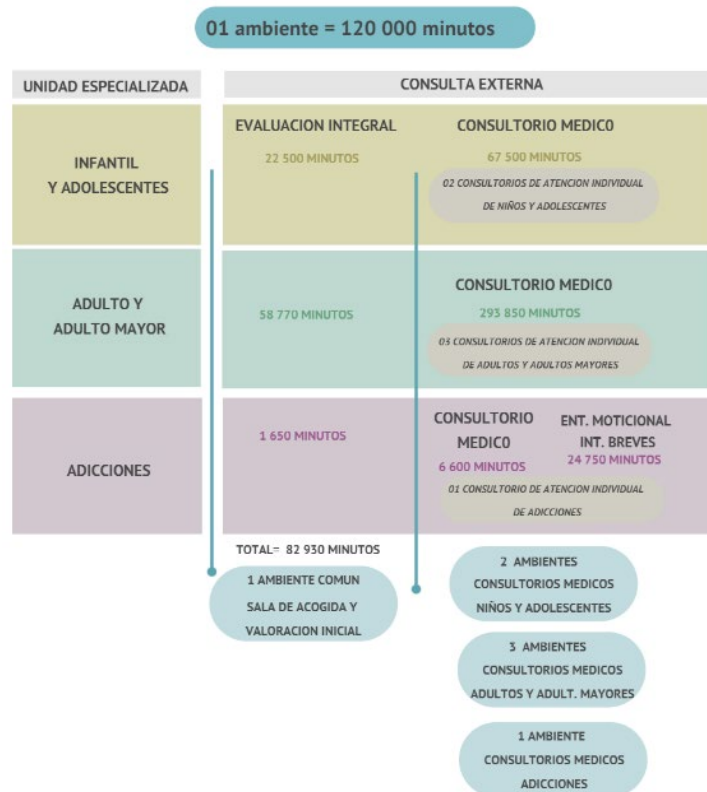 01 ambiente = 120 000 minutos
UNIDAD ESPECIALIZADA
CONSULTA EXTERNA
INFANTIL
Y ADOLESCENTES
EVALUACION INTEGRAL
22 500 MINUTOS
CONSULTORIO MEDIC0
67 500 MINUTOS
02 CONSULTORIOS DE ATENCION INDIVIDUAL
DE NIÑOS Y ADOLESCENTES
ADULTO Y
ADULTO MAYOR
58 770 MINUTOS
CONSULTORIO MEDIC0
293 850 MINUTOS
03 CONSULTORIOS DE ATENCION INDIVIDUAL
DE ADULTOS Y ADULTOS MAYORES
ADICCIONES
1 650 MINUTOS
CONSULTORIO
MEDIC0
6 600 MINUTOS
ENT. MOTICIONAL
INT. BREVES
24 750 MINUTOS
01 CONSULTORIO DE ATENCION INDIVIDUAL
DE ADICCIONES
TOTAL= 82 930 MINUTOS
1 AMBIENTE COMUN
SALA DE ACOGIDA Y
VALORACION INICIAL
2 AMBIENTES
CONSULTORIOS MEDICOS
NIÑOS Y ADOLESCENTES
3 AMBIENTES
CONSULTORIOS MEDICOS
ADULTOS Y ADULT. MAYORES
1 AMBIENTE
CONSULTORIOS MEDICOS
ADICCIONES